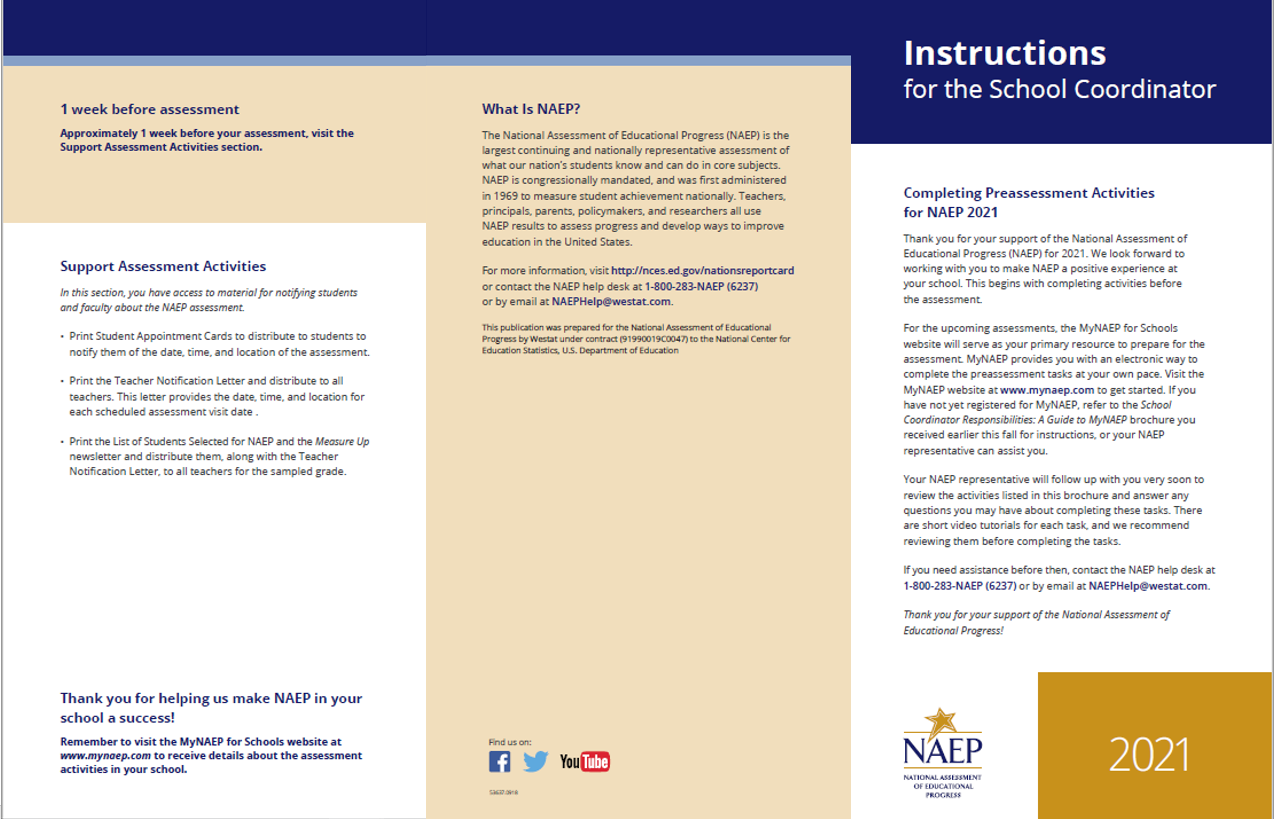 1 week before assessment
Approximately 1 week before your assessment, visit the
Support Assessment Activities section.
Support Assessment Activities
In this section, you have access to material for notifying students
and faculty about the NAEP assessment.
• Print Student Appointment Cards to distribute to students to
notify them of the date, time, and location of the assessment.
• Print the Teacher Notification Letter and distribute to all
teachers. This letter provides the date, time, and location for
each scheduled assessment visit date .
• Print the List of Students Selected for NAEP and the Measure Up
newsletter and distribute them, along with the Teacher
Notification Letter, to all teachers for the sampled grade.
Thank you for helping us make NAEP in your
school a success!
Remember to visit the MyNAEP for Schools website at
www.mynaep.com to receive details about the assessment
activities in your school.
What Is NAEP?
The National Assessment of Educational Progress (NAEP) is the
largest continuing and nationally representative assessment of
what our nation's students know and can do in core subjects.
NAEP is congressionally mandated, and was first administered
in 1969 to measure student achievement nationally. Teachers,
principals, parents, policymakers, and researchers all use
NAEP results to assess progress and develop ways to improve
education in the United States.
For more information, visit http://nces.ed.gov/nationsreportcard
or contact the NAEP help desk at 1-800-283-NAEP (6237)
or by email at NAEPHelp@westat.com.
This publication was prepared for the National Assessment of Educational
Progress by Westat under contract (91990019C0047) to the National Center for
Education Statistics, U.S. Department of Education
Find us on:
YouTube
Instructions
for the School Coordinator
Completing Preassessment Activities
for NAEP 2021
Thank you for your support of the National Assessment of
Educational Progress (NAEP) for 2021. We look forward to
working with you to make NAEP a positive experience at
your school. This begins with completing activities before
the assessment.
For the upcoming assessments, the MyNAEP for Schools
website will serve as your primary resource to prepare for the
assessment. MyNAEP provides you with an electronic way to
complete the preassessment tasks at your own pace. Visit the
MyNAEP website at www.mynaep.com to get started. If you
have not yet registered for MyNAEP, refer to the School
Coordinator Responsibilities: A Guide to MyNAEP brochure you
received earlier this fall for instructions, or your NAEP
representative can assist you.
Your NAEP representative will follow up with you very soon to
review the activities listed in this brochure and answer any
questions you may have about completing these tasks. There
are short video tutorials for each task, and we recommend
reviewing them before completing the tasks.
If you need assistance before then, contact the NAEP help desk at
1-800-283-NAEP (6237) or by email at NAEPHelp@westat.com.
Thank you for your support of the National Assessment of
Educational Progress!
NAEP
NATIONAL ASSESSMENT
OF EDUCATIONAL
PROGRESS
2021